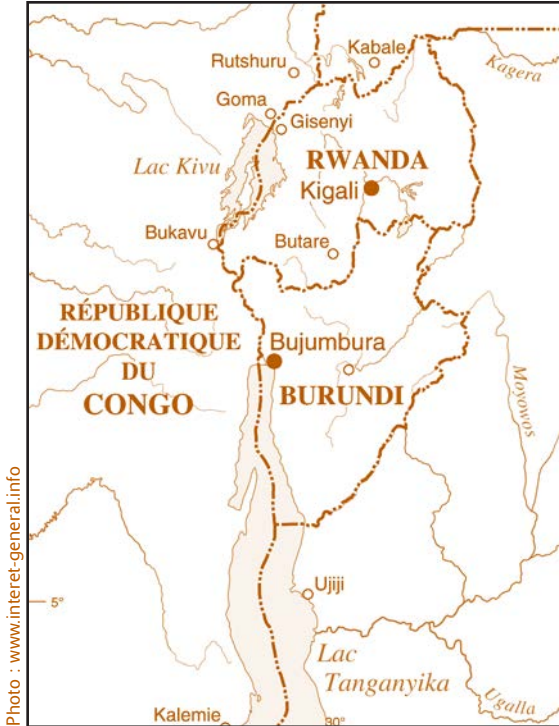 Kabale
Rutshuru
Kagera
Goma
Gisenyi
Lac Kivu
RWANDA
Kigali
Bukavu
Butare
RÉPUBLIQUE
DÉMOCRATIQUE
DU
CONGO
Bujumbura
BURUNDI
Moyowos
5°
Ujiji
Lac
Tanganyika
Ugalla
Kalemie
30°
Photo : www.interet-general.info